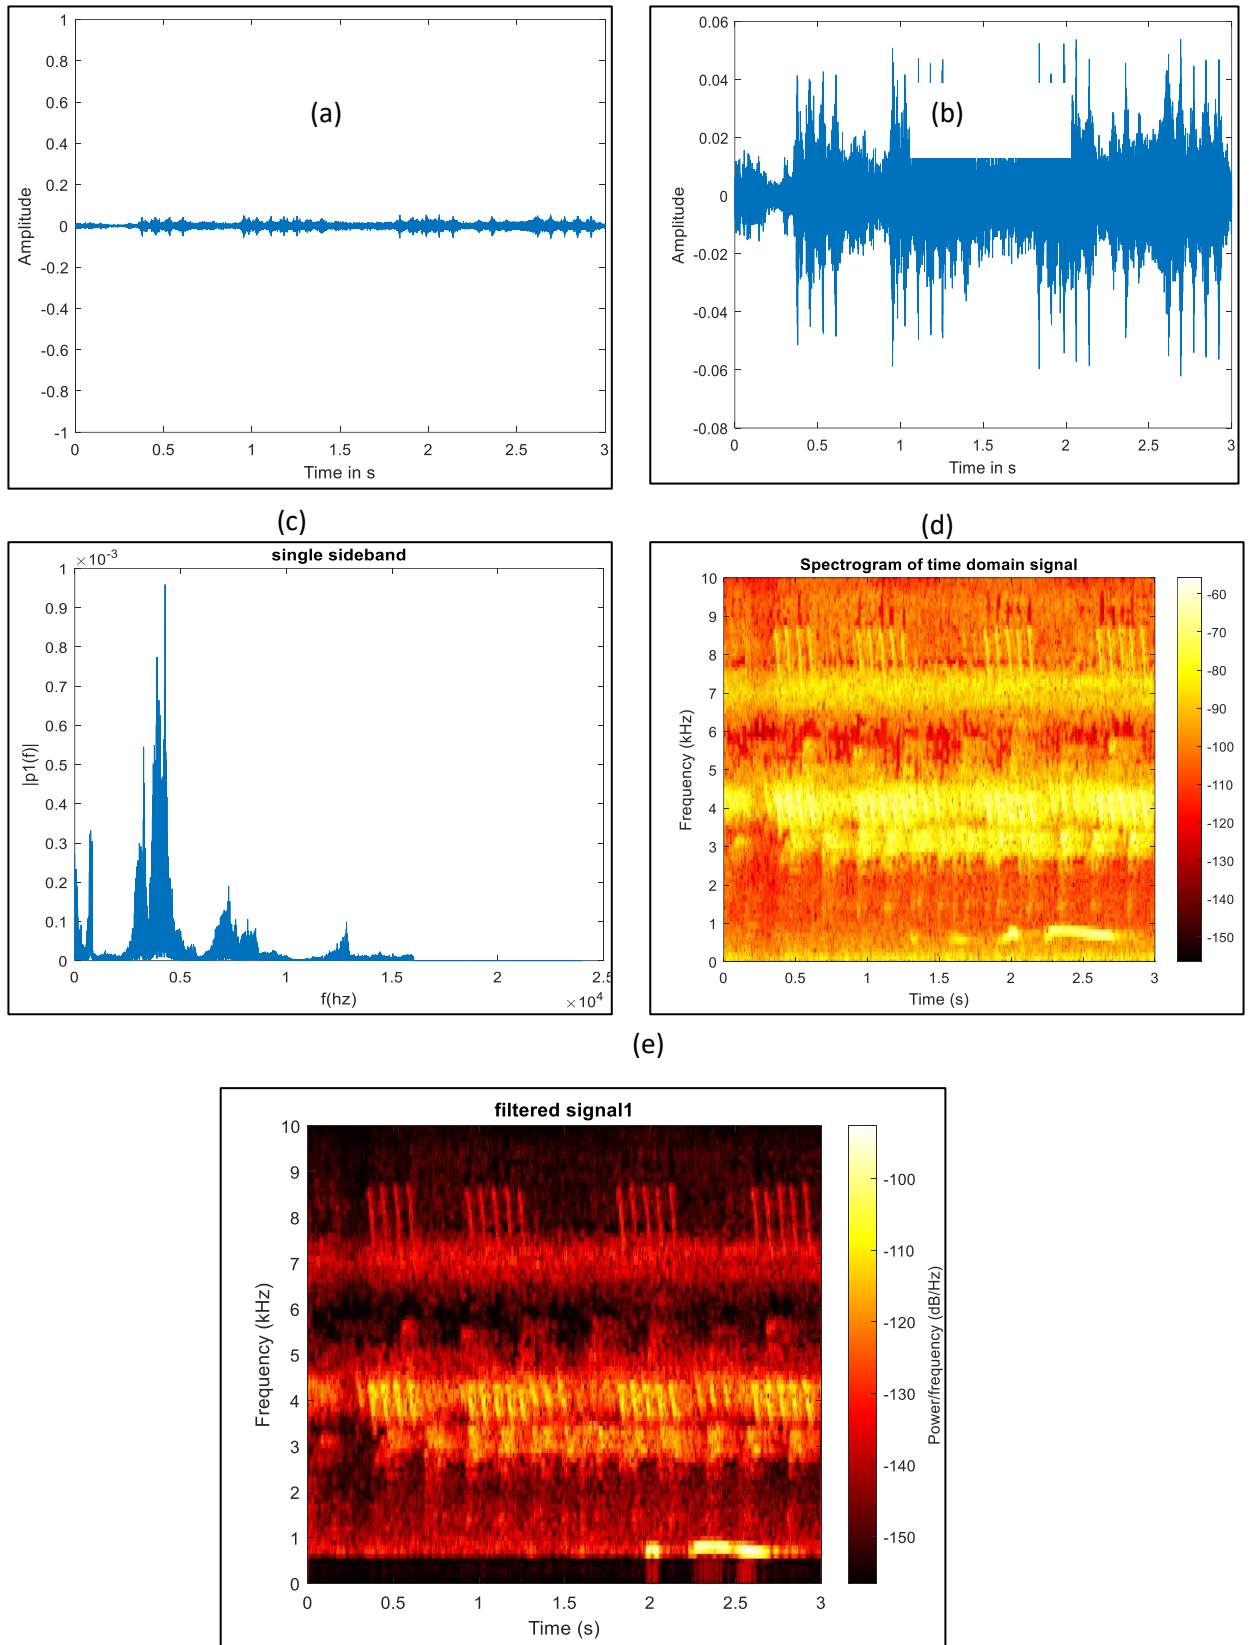 (a)
1
0.8
0.6
0.4
0.2
0
-0.2
-0.4
-0.6
-0.8
-1
Amplitude
0 0.5 1 1.5 2 2.5 3
Time in s
(b)
0.06
0.04
0.02
0
-0.02
-0.04
-0.06
-0.08
Amplitude
0 0.5 1 1.5 2 2.5 3
Time in s
(c)
single sideband
×10⁻³
1
0.9
0.8
0.7
0.6
0.5
0.4
0.3
0.2
0.1
0
|p1(f)|
0 0.5 1 1.5 2 2.5
f(hz)
×10⁴
(d)
Spectrogram of time domain signal
10
9
8
7
6
5
4
3
2
1
0
Frequency (kHz)
0 0.5 1 1.5 2 2.5 3
Time (s)
-60
-70
-80
-90
-100
-110
-120
-130
-140
-150
(e)
filtered signal1
10
9
8
7
6
5
4
3
2
1
0
Frequency (kHz)
0 0.5 1 1.5 2 2.5 3
Time (s)
-100
-110
-120
-130
-140
-150
Power/frequency (dB/Hz)